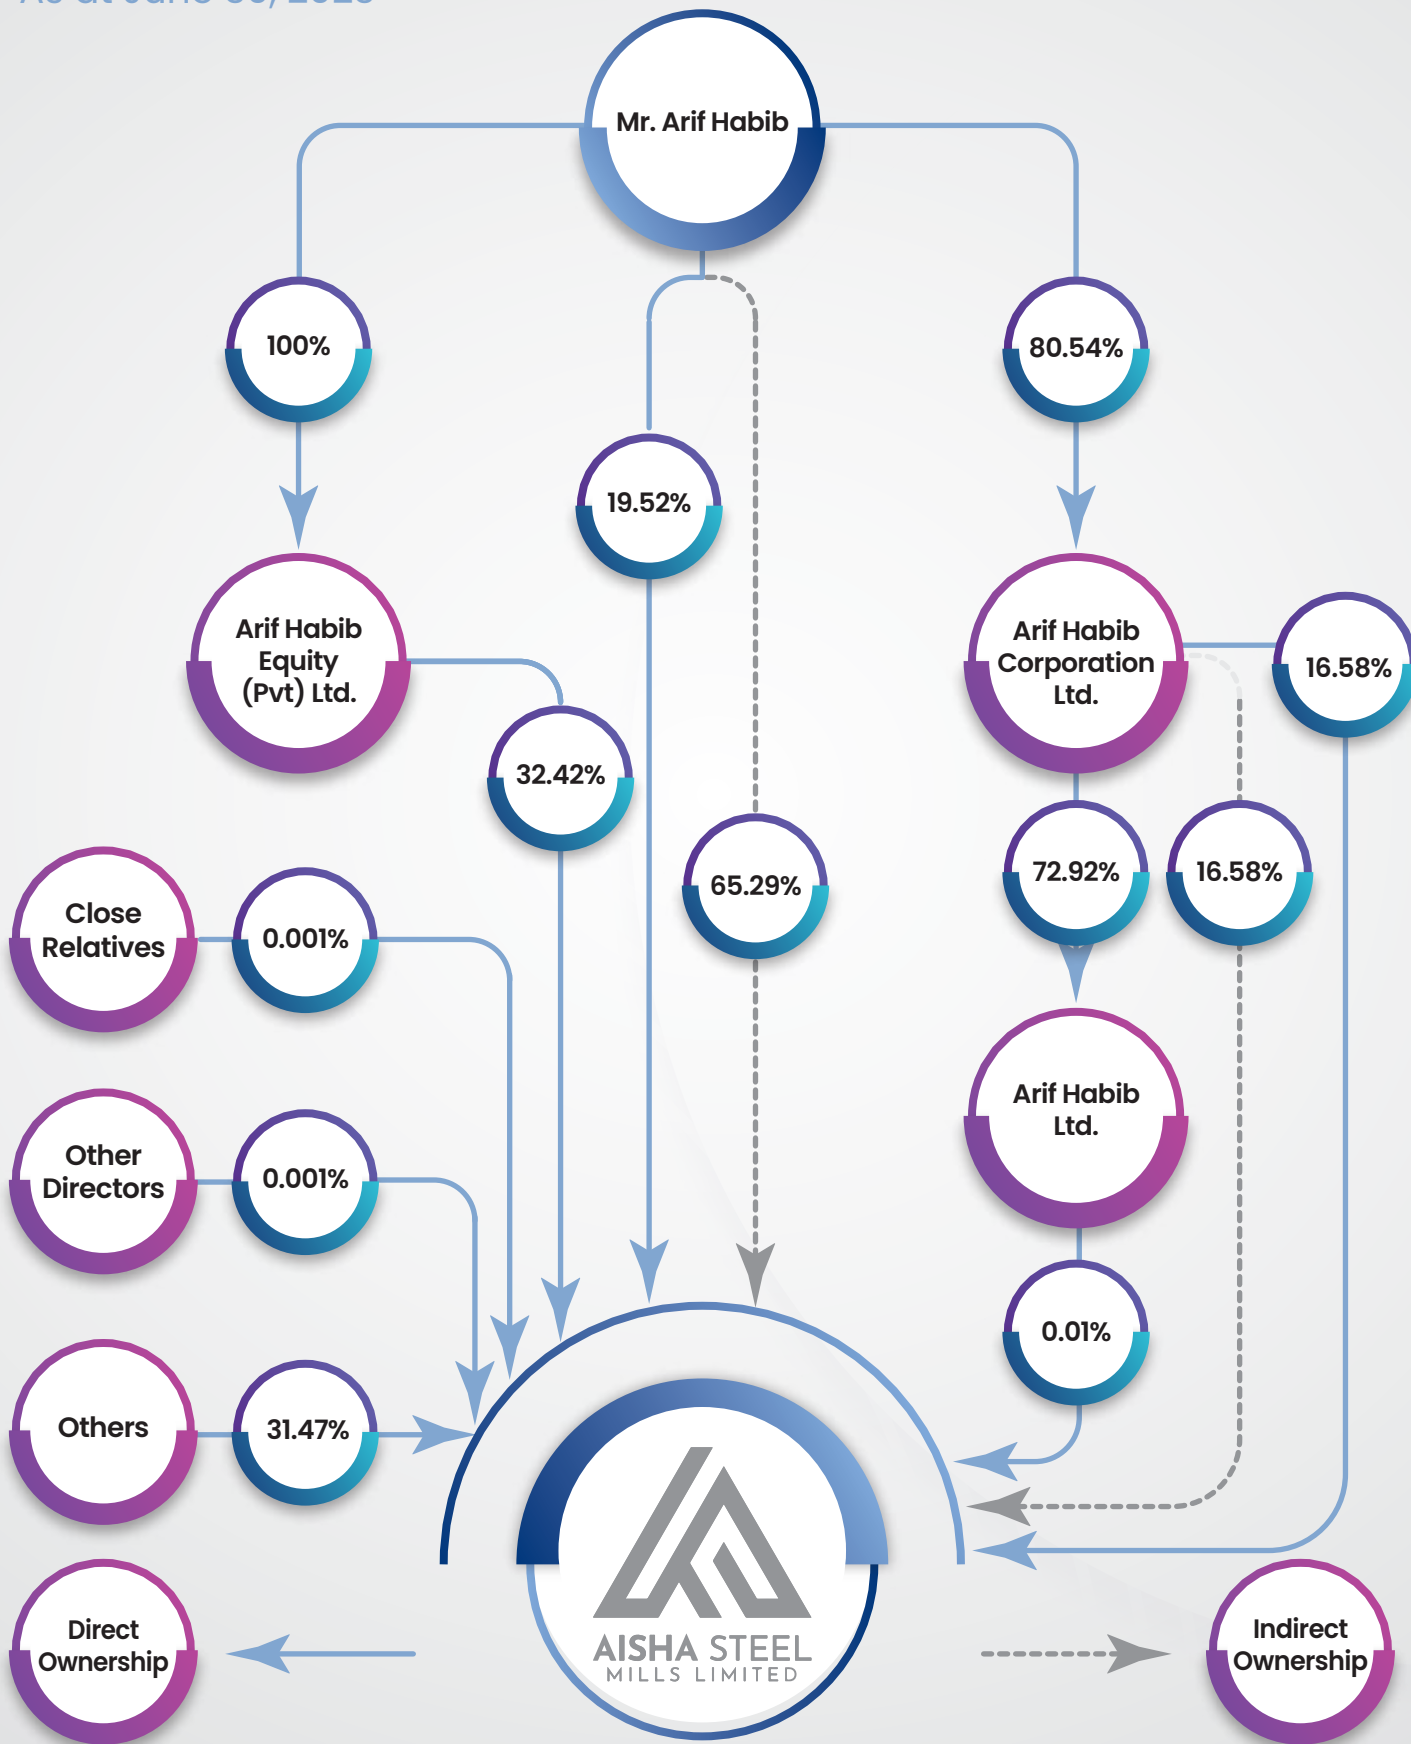 Mr. Arif Habib
100%
80.54%
19.52%
Arif Habib
Equity
(Pvt) Ltd.
Arif Habib
Corporation
Ltd.
16.58%
32.42%
65.29%
72.92%
16.58%
Close
Relatives
0.001%
Arif Habib
Ltd.
Other
Directors
0.001%
0.01%
Others
31.47%
AISHA STEEL
MILLS LIMITED
Direct
Ownership
Indirect
Ownership